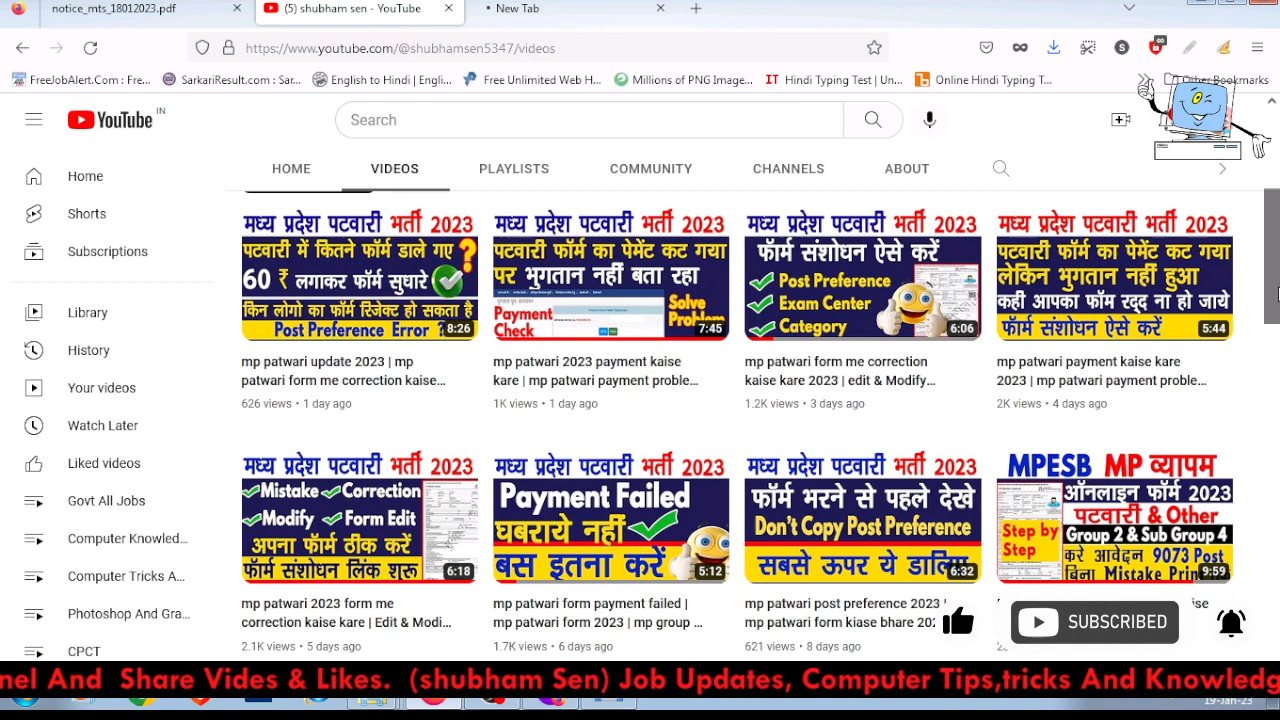 notice_mts_18012023.pdf
(5) shubham sen - YouTube
New Tab
https://www.youtube.com/@shubhamsen5347/videos
FreeJobAlert.Com : Fre...
SarkariResult.com : Sar...
English to Hindi | Engli...
Free Unlimited Web H...
Millions of PNG Image...
IT Hindi Typing Test | Un...
Online Hindi Typing T...
Other Bookmarks
YouTube IN
Search
HOME VIDEOS PLAYLISTS COMMUNITY CHANNELS ABOUT
Home
Shorts
Subscriptions
Library
History
Your videos
Watch Later
Liked videos
Govt All Jobs
Computer Knowled...
Computer Tricks A...
Photoshop And Gra...
CPCT
मध्य प्रदेश पटवारी भर्ती 2023
पटवारी में कितने फॉर्म डाले गए ?
60 ₹ लगाकर फॉर्म सुधारे
किन लोगो का फॉर्म रिजेक्ट हो सकता है
Post Preference Error ?
8:26
mp patwari update 2023 | mp
patwari form me correction kaise...
626 views • 1 day ago
मध्य प्रदेश पटवारी भर्ती 2023
पटवारी फॉर्म का पेमेंट कट गया
पर भुगतान नहीं बता रहा
Payment
Check
Solve
Problem
7:45
mp patwari 2023 payment kaise
kare | mp patwari payment proble...
1K views • 1 day ago
मध्य प्रदेश पटवारी भर्ती 2023
फॉर्म संशोधन ऐसे करें
Post Preference
Exam Center
Category
6:06
mp patwari form me correction
kaise kare 2023 | edit & Modify...
1.2K views • 3 days ago
मध्य प्रदेश पटवारी भर्ती 2023
पटवारी फॉर्म का पेमेंट कट गया
लेकिन भुगतान नहीं हुआ
कही आपका फॉम रद्द ना हो जाये
फॉर्म संशोधन ऐसे करें
5:44
mp patwari payment kaise kare
2023 | mp patwari payment proble...
2K views • 4 days ago
मध्य प्रदेश पटवारी भर्ती 2023
Mistake Correction
Modify Form Edit
अपना फॉर्म ठीक करें
फॉर्म संशोधन लिंक शुरू
6:18
mp patwari 2023 form me
correction kaise kare | Edit & Modi...
2.1K views • 5 days ago
मध्य प्रदेश पटवारी भर्ती 2023
Payment Failed
घबराये नहीं
बस इतना करें
5:12
mp patwari form payment failed |
mp patwari form 2023 | mp group ...
1.7K views • 6 days ago
मध्य प्रदेश पटवारी भर्ती 2023
फॉर्म भरने से पहले देखे
Don't Copy Post Preference
सबसे ऊपर ये डालिए
6:32
mp patwari post preference 2023 |
mp patwari form kiase bhare 202
621 views • 8 days ago
MPESB MP व्यापम
ऑनलाइन फॉर्म 2023
पटवारी & Other
Group 2 & Sub Group 4
Step by
Step
करे आवेदन 9073 Post
बिना Mistake
9:59
SUBSCRIBED
nel And Share Videos & Likes. (shubham Sen) Job Updates, Computer Tips,tricks And Knowledg
19-Jan-23